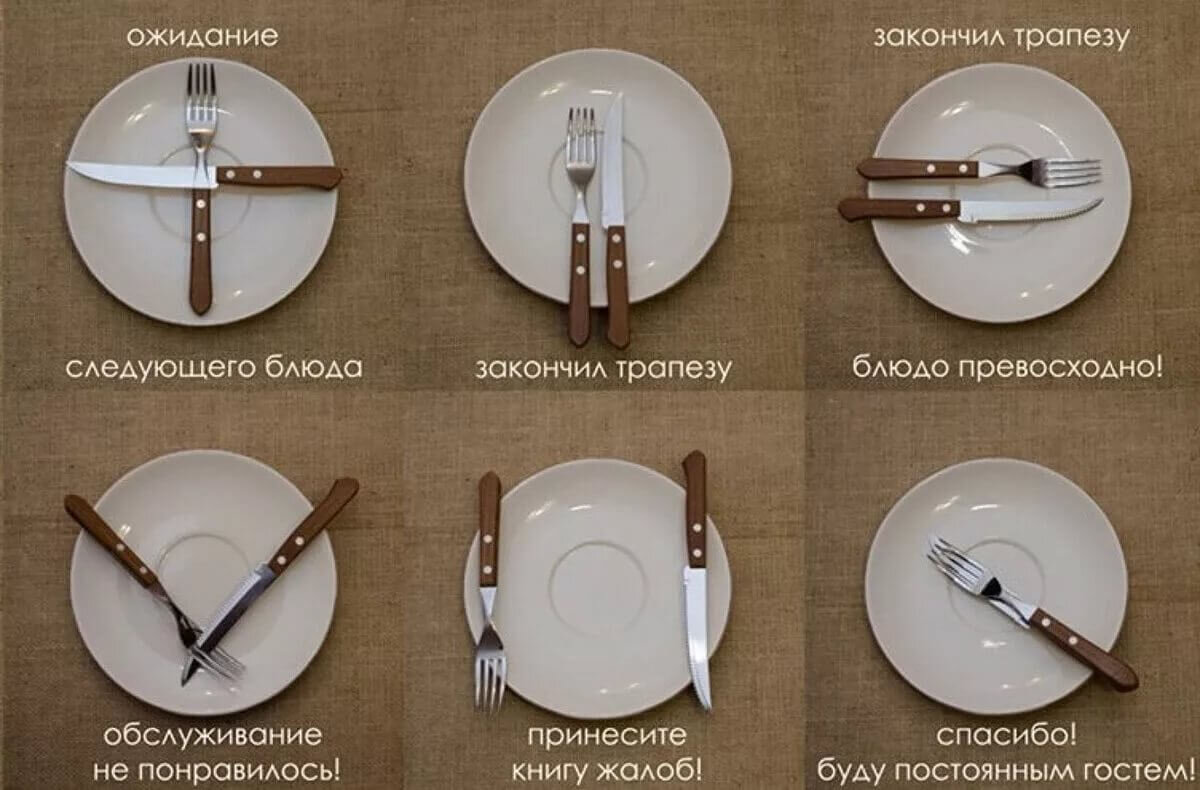 ожидание
следующего блюда
закончил трапезу
закончил трапезу
блюдо превосходно!
обслуживание
не понравилось!
принесите
книгу жалоб!
спасибо!
буду постоянным гостем!